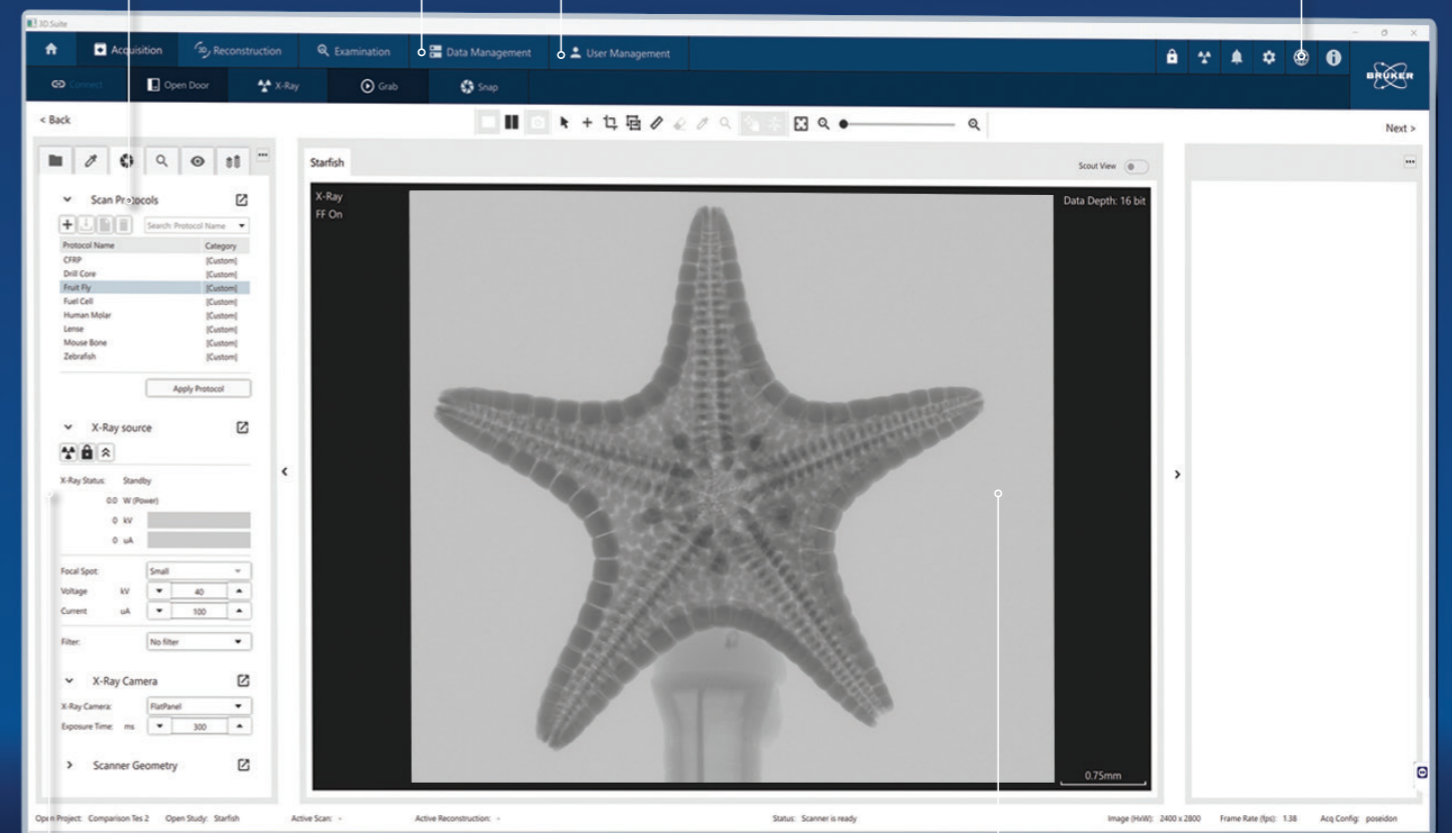 3D.Suite
Acquisition
3D Reconstruction
Examination
Data Management
User Management
BRUKER
Connect
Open Door
X-Ray
Grab
Snap
< Back
Next >
Starfish
Scout View
Scan Protocols
Search: Protocol Name
Protocol Name Category
CFRP [Custom]
Drill Core [Custom]
Fruit Fly [Custom]
Fuel Cell [Custom]
Human Molar [Custom]
Lense [Custom]
Mouse Bone [Custom]
Zebrafish [Custom]
Apply Protocol
X-Ray source
X-Ray Status: Standby
0.0 W (Power)
0 kV
0 uA
Focal Spot: Small
Voltage kV 40
Current uA 100
Filter: No filter
X-Ray Camera
X-Ray Camera: FlatPanel
Exposure Time: ms 300
Scanner Geometry
X-Ray
FF On
Data Depth: 16 bit
0.75mm
Open Project: Comparison Tes 2 Open Study: Starfish Active Scan: - Active Reconstruction: - Status: Scanner is ready Image (HxW): 2400 x 2800 Frame Rate (fps): 1.38 Acq Config: poseidon